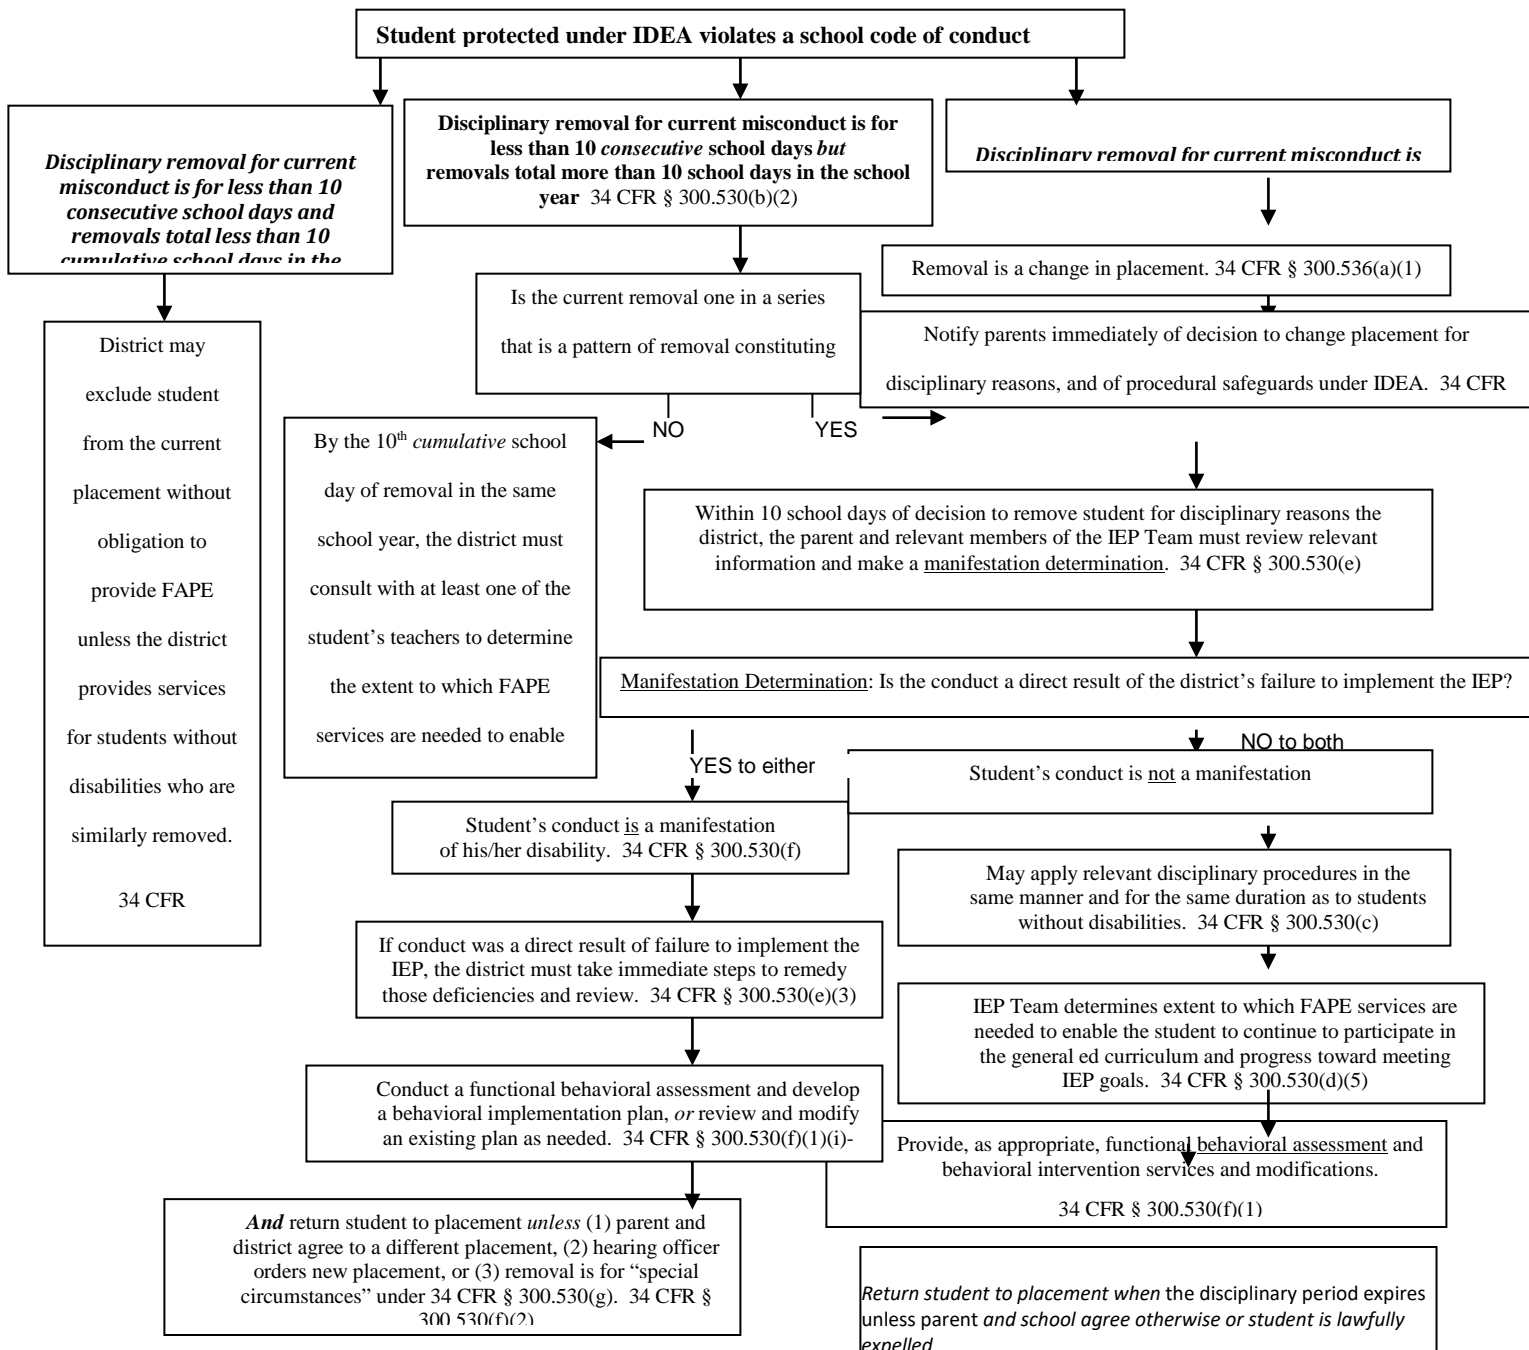 Student protected under IDEA violates a school code of conduct
Disciplinary removal for current
misconduct is for less than 10
consecutive school days and
removals total less than 10
cumulative school days in the
Disciplinary removal for current misconduct is for
less than 10 consecutive school days but
removals total more than 10 school days in the school
year 34 CFR § 300.530(b)(2)
Disciplinary removal for current misconduct is
Removal is a change in placement. 34 CFR § 300.536(a)(1)
Is the current removal one in a series
that is a pattern of removal constituting
Notify parents immediately of decision to change placement for
disciplinary reasons, and of procedural safeguards under IDEA. 34 CFR
NO
YES
District may
exclude student
from the current
placement without
obligation to
provide FAPE
unless the district
provides services
for students without
disabilities who are
similarly removed.
34 CFR
By the 10th cumulative school
day of removal in the same
school year, the district must
consult with at least one of the
student’s teachers to determine
the extent to which FAPE
services are needed to enable
Within 10 school days of decision to remove student for disciplinary reasons the
district, the parent and relevant members of the IEP Team must review relevant
information and make a manifestation determination. 34 CFR § 300.530(e)
Manifestation Determination: Is the conduct a direct result of the district’s failure to implement the IEP?
YES to either
NO to both
Student’s conduct is a manifestation
of his/her disability. 34 CFR § 300.530(f)
Student’s conduct is not a manifestation
If conduct was a direct result of failure to implement the
IEP, the district must take immediate steps to remedy
those deficiencies and review. 34 CFR § 300.530(e)(3)
May apply relevant disciplinary procedures in the
same manner and for the same duration as to students
without disabilities. 34 CFR § 300.530(c)
Conduct a functional behavioral assessment and develop
a behavioral implementation plan, or review and modify
an existing plan as needed. 34 CFR § 300.530(f)(1)(i)-
IEP Team determines extent to which FAPE services are
needed to enable the student to continue to participate in
the general ed curriculum and progress toward meeting
IEP goals. 34 CFR § 300.530(d)(5)
Provide, as appropriate, functional behavioral assessment and
behavioral intervention services and modifications.
34 CFR § 300.530(f)(1)
And return student to placement unless (1) parent and
district agree to a different placement, (2) hearing officer
orders new placement, or (3) removal is for “special
circumstances” under 34 CFR § 300.530(g). 34 CFR §
300.530(f)(2)
Return student to placement when the disciplinary period expires
unless parent and school agree otherwise or student is lawfully
expelled